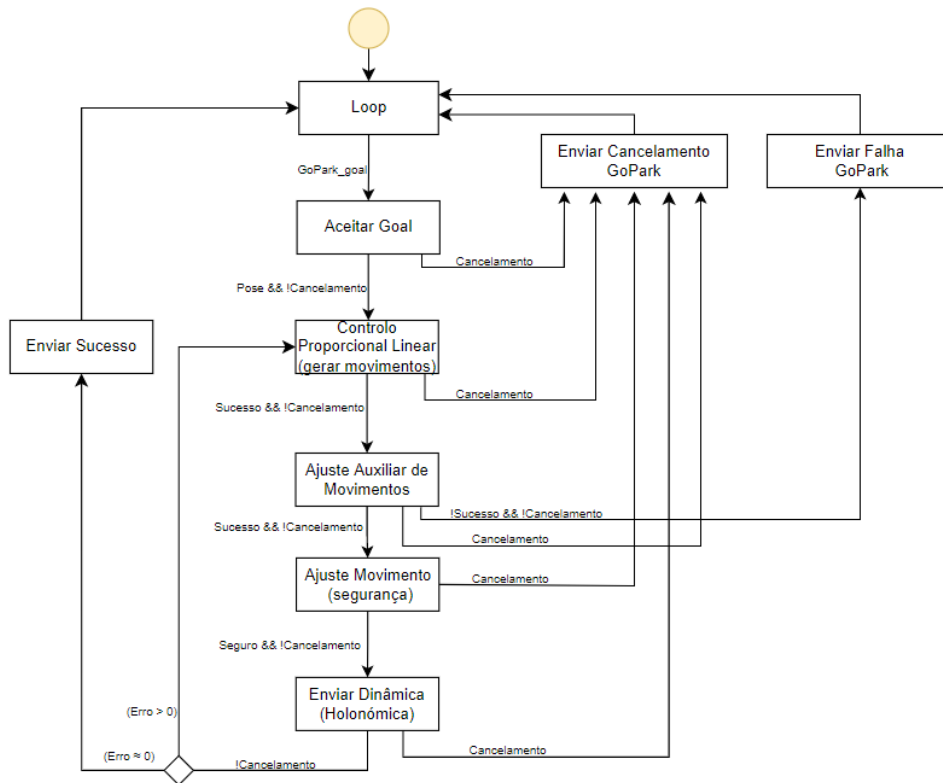 Loop
Enviar Cancelamento
GoPark
Enviar Falha
GoPark
GoPark_goal
Aceitar Goal
Cancelamento
Pose && !Cancelamento
Enviar Sucesso
Controlo
Proporcional Linear
(gerar movimentos)
Cancelamento
Sucesso && !Cancelamento
Ajuste Auxiliar de
Movimentos
!Sucesso && !Cancelamento
Sucesso && !Cancelamento
Cancelamento
Ajuste Movimento
(segurança)
Cancelamento
Seguro && !Cancelamento
Enviar Dinâmica
(Holonómica)
(Erro > 0)
(Erro ≈ 0)
!Cancelamento
Cancelamento